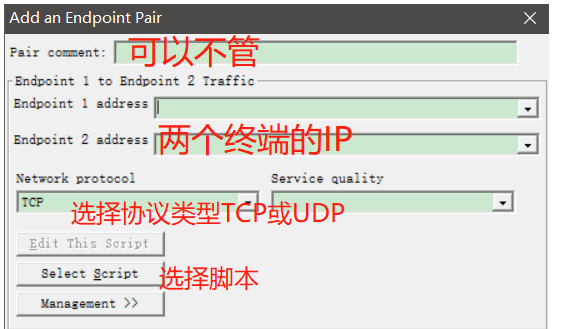 Add an Endpoint Pair
Pair comment: 可以不管
Endpoint 1 to Endpoint 2 Traffic
Endpoint 1 address
Endpoint 2 address 两个终端的IP
Network protocol Service quality
TCP
选择协议类型TCP或UDP
Edit This Script
Select Script 选择脚本
Management >>